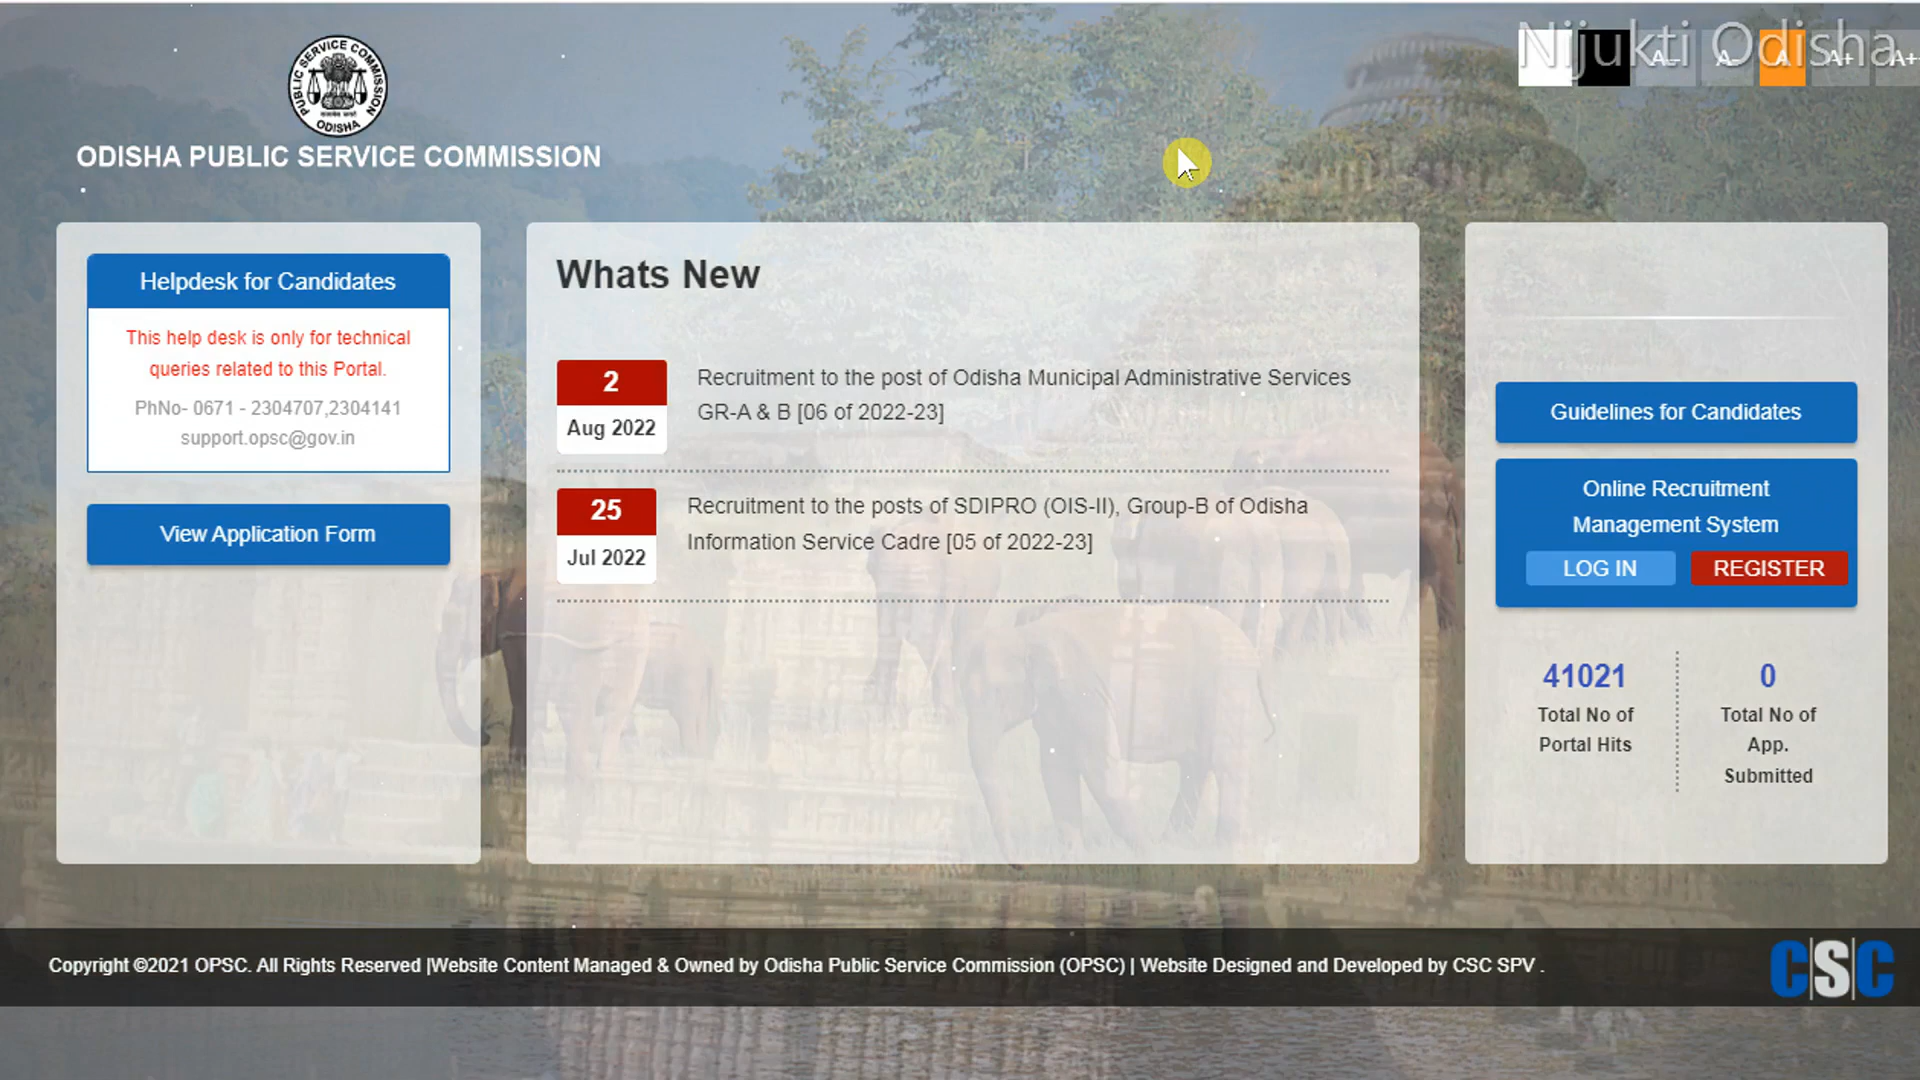 Nijukti Odisha
A-
A
A+
A+
PUBLIC SERVICE COMMISSION
ODISHA
ODISHA PUBLIC SERVICE COMMISSION
Helpdesk for Candidates
This help desk is only for technical
queries related to this Portal.
PhNo- 0671 - 2304707,2304141
support.opsc@gov.in
View Application Form
Whats New
2
Aug 2022
Recruitment to the post of Odisha Municipal Administrative Services
GR-A & B [06 of 2022-23]
25
Jul 2022
Recruitment to the posts of SDIPRO (OIS-II), Group-B of Odisha
Information Service Cadre [05 of 2022-23]
Guidelines for Candidates
Online Recruitment
Management System
LOG IN REGISTER
41021
Total No of
Portal Hits
0
Total No of
App.
Submitted
Copyright ©2021 OPSC. All Rights Reserved |Website Content Managed & Owned by Odisha Public Service Commission (OPSC) | Website Designed and Developed by CSC SPV .
C|S|C